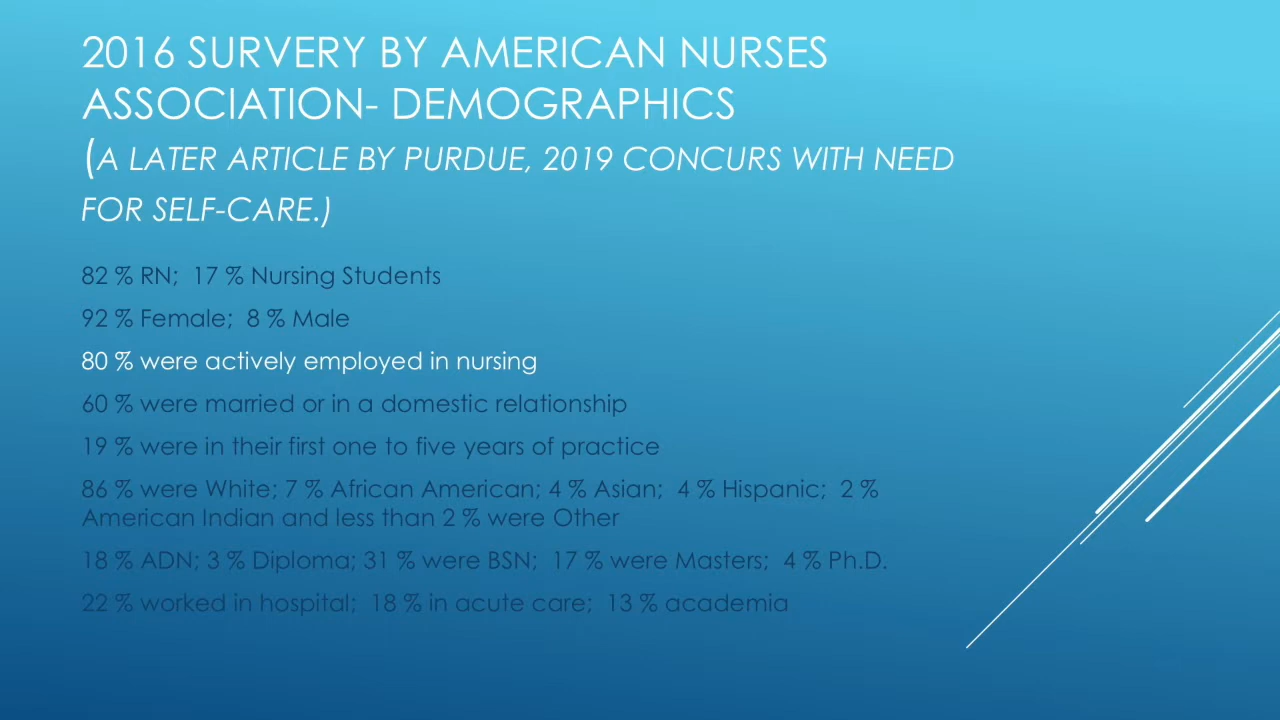 2016 SURVERY BY AMERICAN NURSES
ASSOCIATION- DEMOGRAPHICS
(A LATER ARTICLE BY PURDUE, 2019 CONCURS WITH NEED
FOR SELF-CARE.)
82 % RN;  17 % Nursing Students
92 % Female;  8 % Male
80 % were actively employed in nursing
60 % were married or in a domestic relationship
19 % were in their first one to five years of practice
86 % were White; 7 % African American; 4 % Asian;  4 % Hispanic;  2 %
American Indian and less than 2 % were Other
18 % ADN; 3 % Diploma; 31 % were BSN;  17 % were Masters;  4 % Ph.D.
22 % worked in hospital;  18 % in acute care;  13 % academia